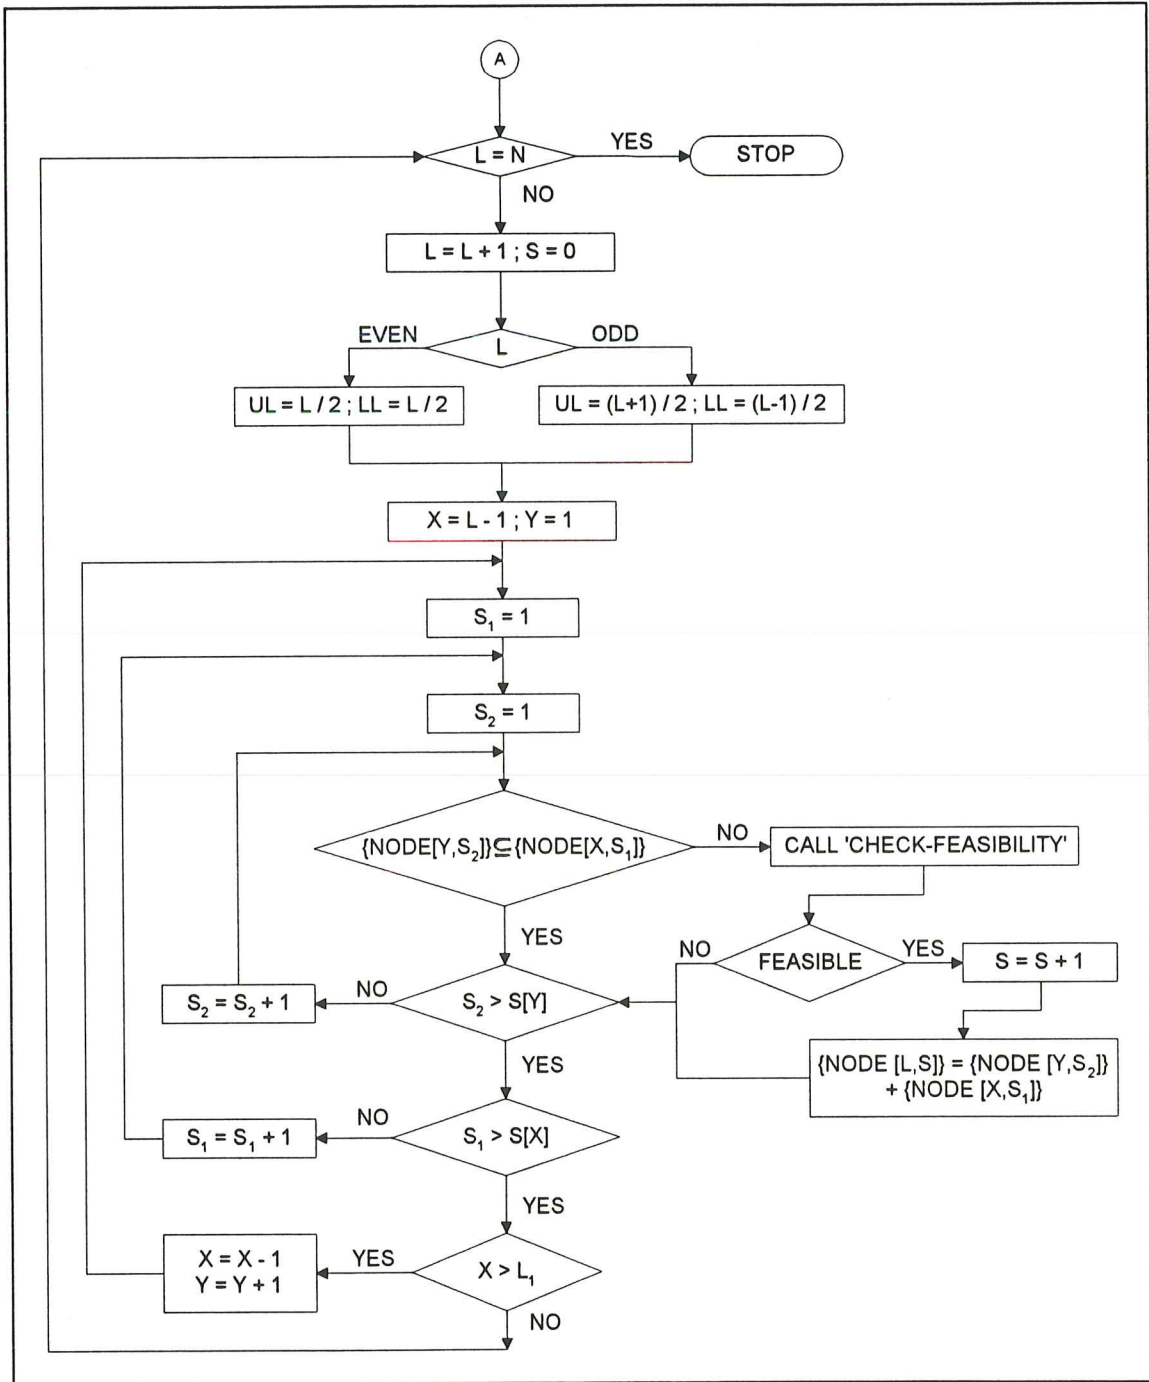 A
L = N
YES
STOP
NO
L = L + 1 ; S = 0
EVEN
L
ODD
UL = L / 2 ; LL = L / 2
UL = (L+1) / 2 ; LL = (L-1) / 2
X = L - 1 ; Y = 1
S₁ = 1
S₂ = 1
{NODE[Y,S₂]}⊆{NODE[X,S₁]}
NO
CALL 'CHECK-FEASIBILITY'
YES
NO
FEASIBLE
YES
S = S + 1
S₂ = S₂ + 1
NO
S₂ > S[Y]
{NODE [L,S]} = {NODE [Y,S₂]}
+ {NODE [X,S₁]}
YES
S₁ = S₁ + 1
NO
S₁ > S[X]
YES
X = X - 1
Y = Y + 1
YES
X > L₁
NO